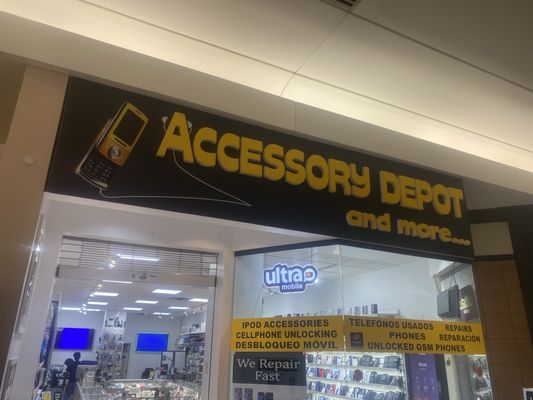 ACCESSORY DEPOT
and more...
ultra
mobile
IPOD ACCESSORIES
CELLPHONE UNLOCKING
DESBLOQUEO MÓVIL
TELEFONOS USADOS
PHONES
UNLOCKED GSM PHONES
REPAIRS
REPARACIÓN
We Repair
Fast